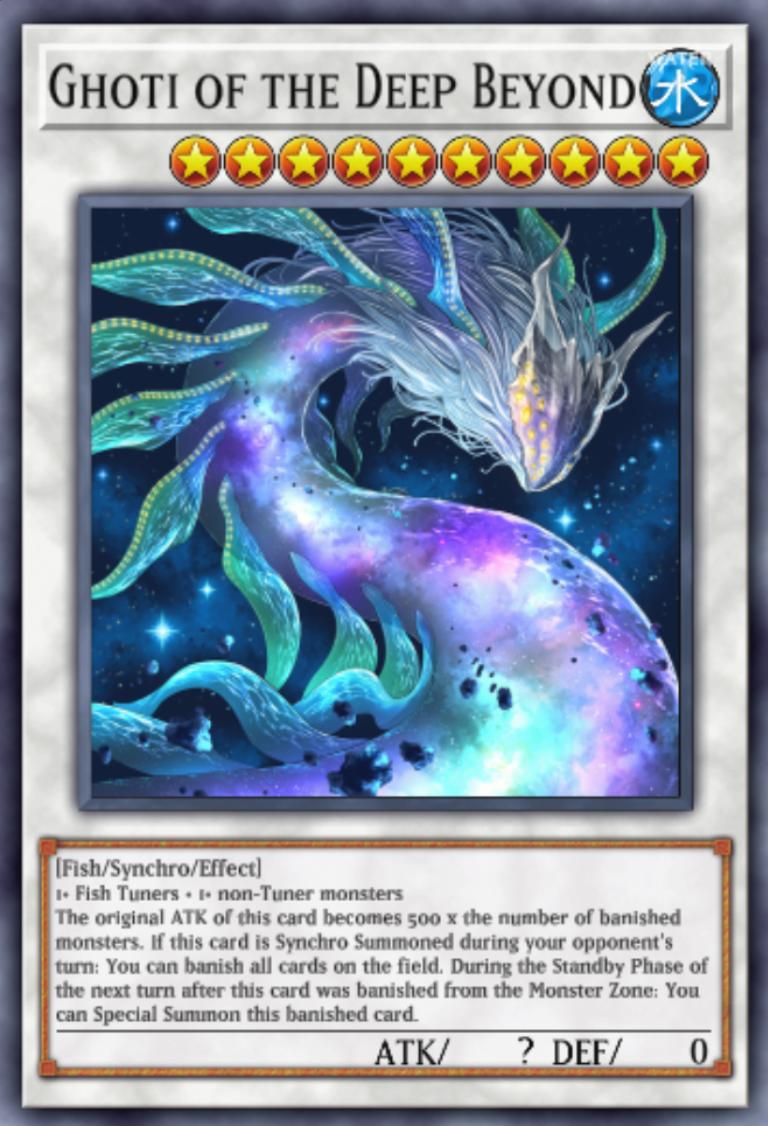 GHOTI OF THE DEEP BEYOND
WATER
水
[Fish/Synchro/Effect]
1+ Fish Tuners + 1+ non-Tuner monsters
The original ATK of this card becomes 500 x the number of banished
monsters. If this card is Synchro Summoned during your opponent's
turn: You can banish all cards on the field. During the Standby Phase of
the next turn after this card was banished from the Monster Zone: You
can Special Summon this banished card.
ATK/ ? DEF/ 0